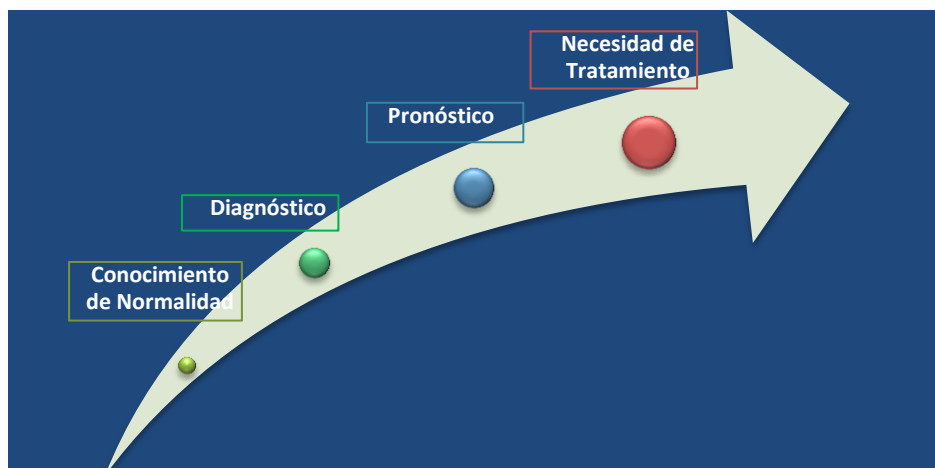 Necesidad de
Tratamiento
Pronóstico
Diagnóstico
Conocimiento
de Normalidad